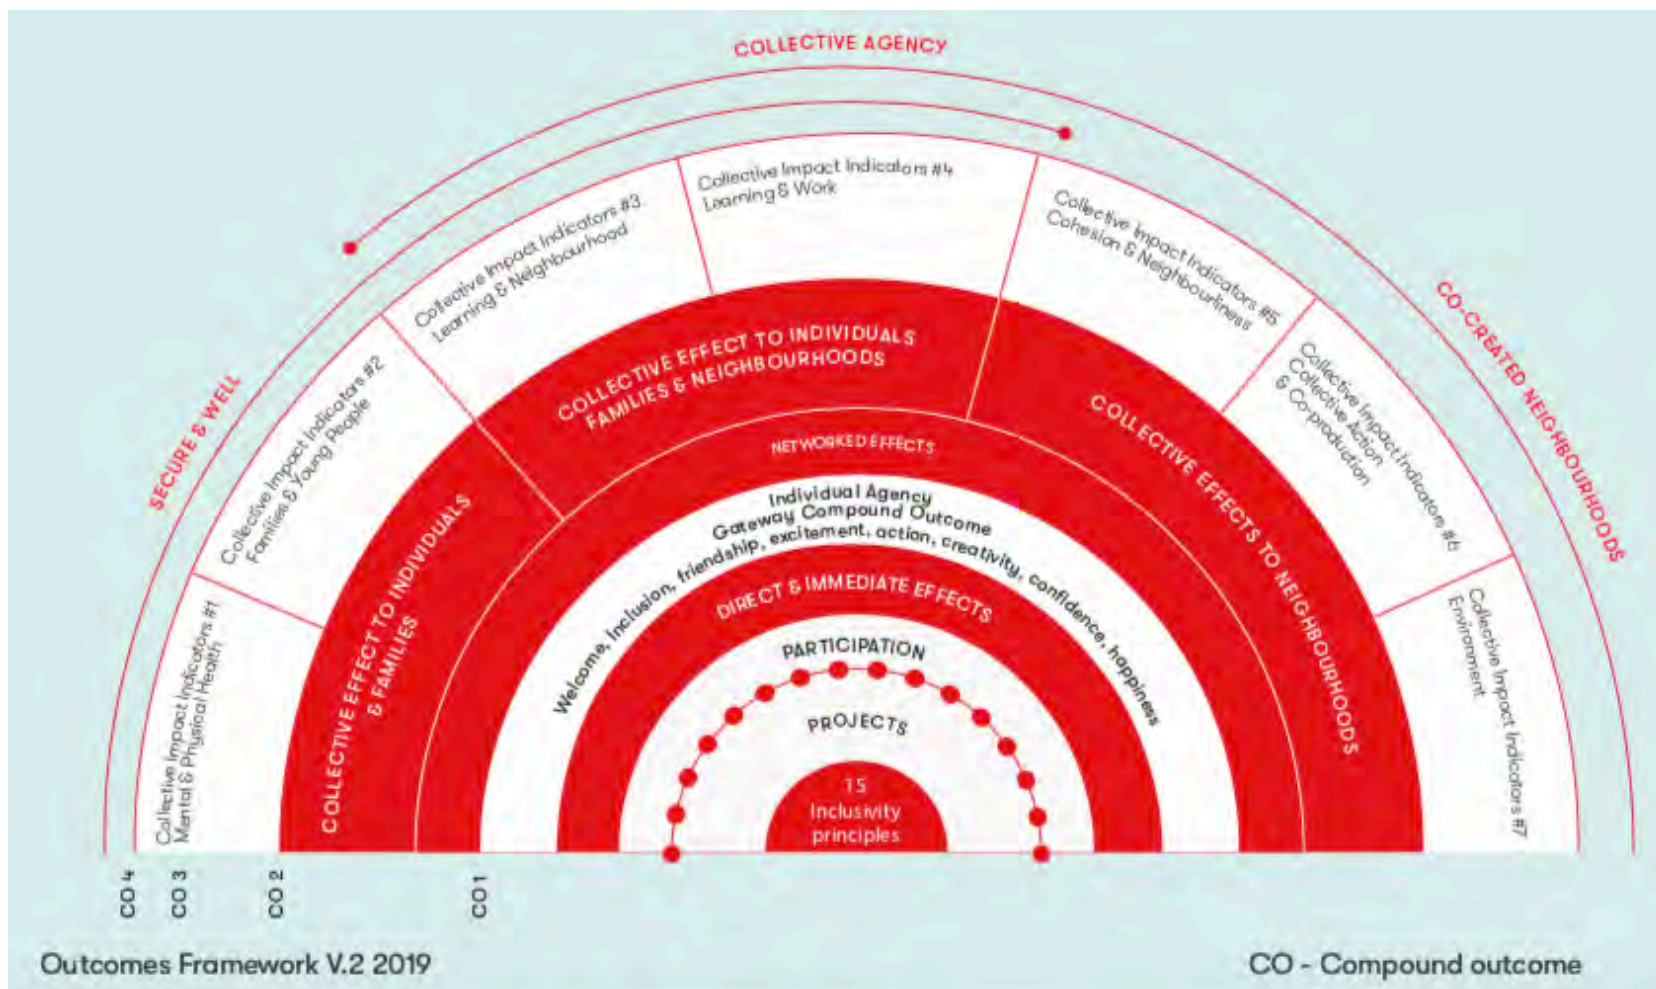 COLLECTIVE AGENCY
SECURE & WELL
CO-CREATED NEIGHBOURHOODS
Collective Impact Indicators #1
Mental & Physical Health
Collective Impact Indicators #2
Families & Young People
Collective Impact Indicators #3
Learning & Neighbourhood
Collective Impact Indicators #4
Learning & Work
Collective Impact Indicators #5
Cohesion & Neighbourliness
Collective Impact Indicators #6
Collective Action
& Co-production
Collective Impact Indicators #7
Environment
COLLECTIVE EFFECT TO INDIVIDUALS
& FAMILIES
COLLECTIVE EFFECT TO INDIVIDUALS
FAMILIES & NEIGHBOURHOODS
COLLECTIVE EFFECTS TO NEIGHBOURHOODS
NETWORKED EFFECTS
Individual Agency
Gateway Compound Outcome
Welcome, Inclusion, friendship, excitement, action, creativity, confidence, happiness
DIRECT & IMMEDIATE EFFECTS
PARTICIPATION
PROJECTS
15
Inclusivity
principles
CO 4
CO 3
CO 2
CO 1
Outcomes Framework V.2 2019
CO - Compound outcome